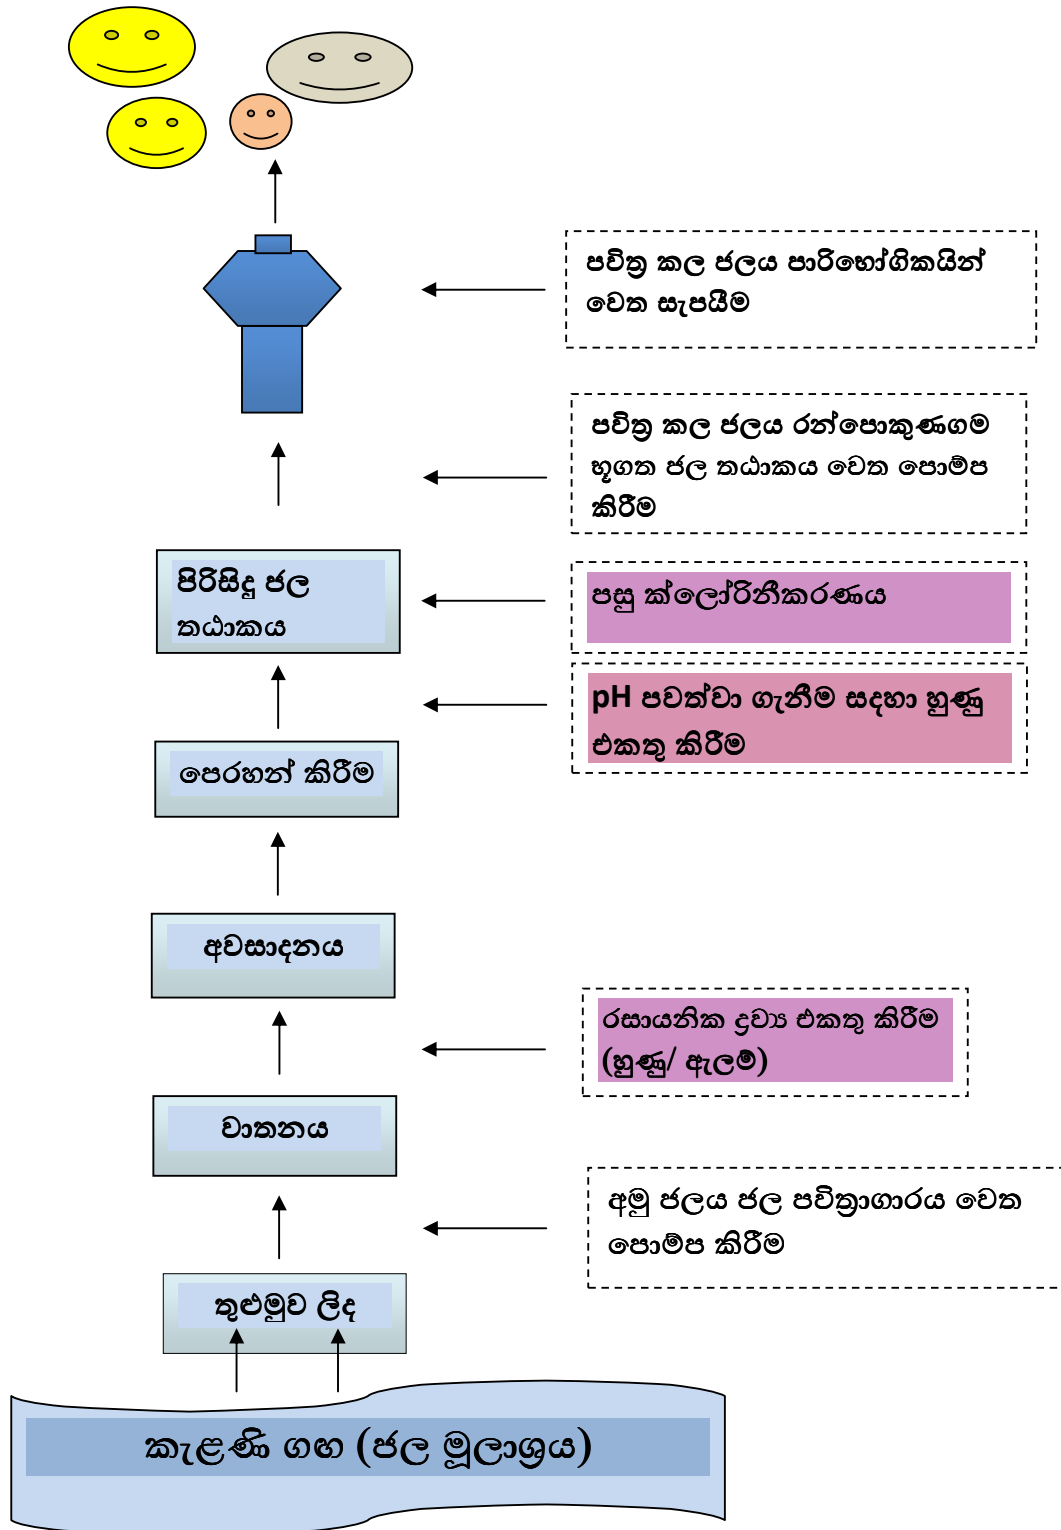 පවිත්‍ර කල ජලය පාරිභෝගිකයින්
වෙත සැපයීම
පවිත්‍ර කල ජලය රන්පොකුණගම
භූගත ජල තඨාකය වෙත පොම්ප
කිරීම
පිරිසිදු ජල
තඨාකය
පසු ක්ලෝරිනීකරණය
pH පවත්වා ගැනීම සදහා හුණු
එකතු කිරීම
පෙරහන් කිරීම
අවසාදනය
රසායනික ද්‍රව්‍ය එකතු කිරීම
(හුණු/ ඇලම්)
වාතනය
අමු ජලය ජල පවිත්‍රාගාරය වෙත
පොම්ප කිරීම
තුළුමුව ලිද
කැළණි ගඟ (ජල මූලාශ්‍රය)